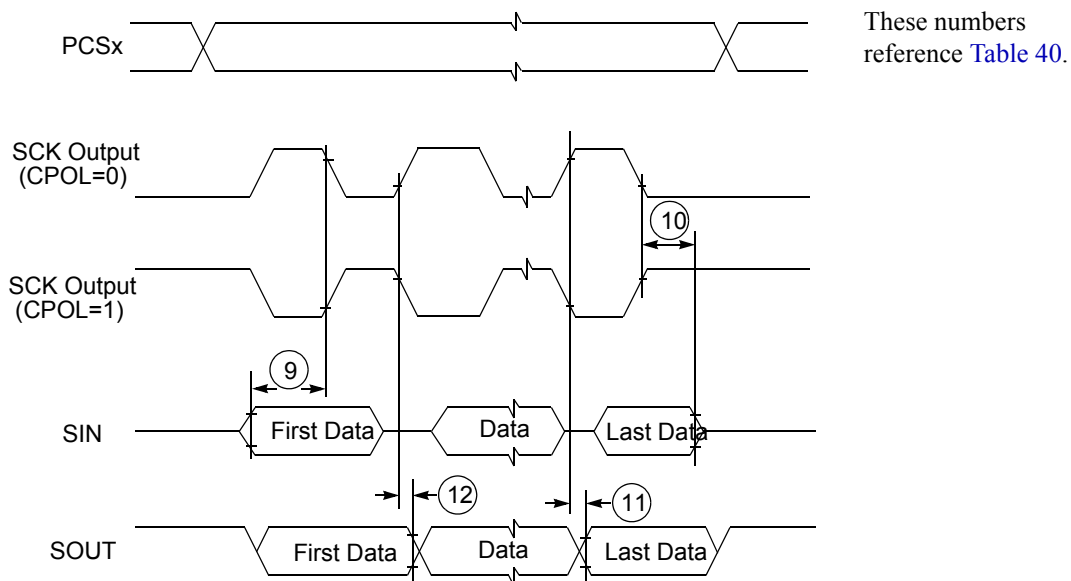 PCSx
These numbers
reference Table 40.
SCK Output
(CPOL=0)
10
SCK Output
(CPOL=1)
9
SIN
First Data
Data
Last Data
12
11
SOUT
First Data
Data
Last Data